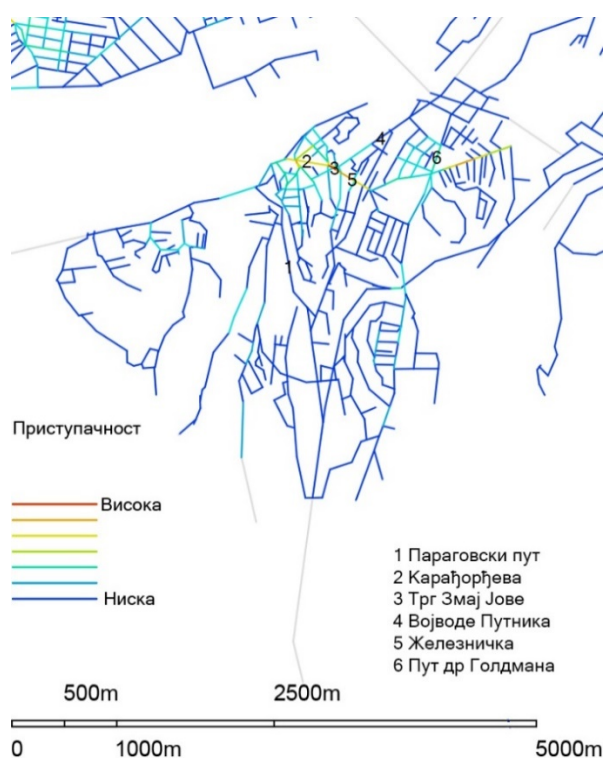 2
3
4
5
6
1
Приступачност
Висока
Ниска
1 Параговски пут
2 Карађорђева
3 Трг Змај Јове
4 Војводе Путника
5 Железничка
6 Пут др Голдмана
500m 2500m
0 1000m 5000m